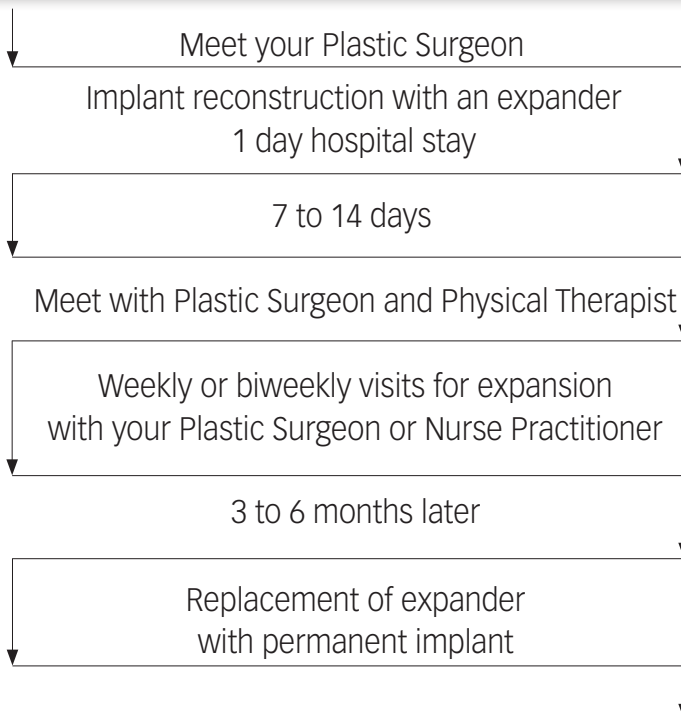 Meet your Plastic Surgeon
Implant reconstruction with an expander
1 day hospital stay
7 to 14 days
Meet with Plastic Surgeon and Physical Therapist
Weekly or biweekly visits for expansion
with your Plastic Surgeon or Nurse Practitioner
3 to 6 months later
Replacement of expander
with permanent implant